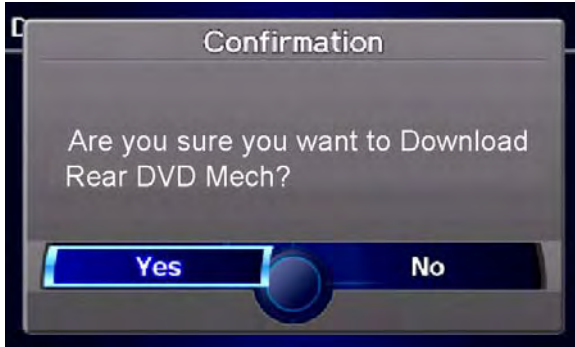 D
Confirmation
Are you sure you want to Download
Rear DVD Mech?
Yes
No